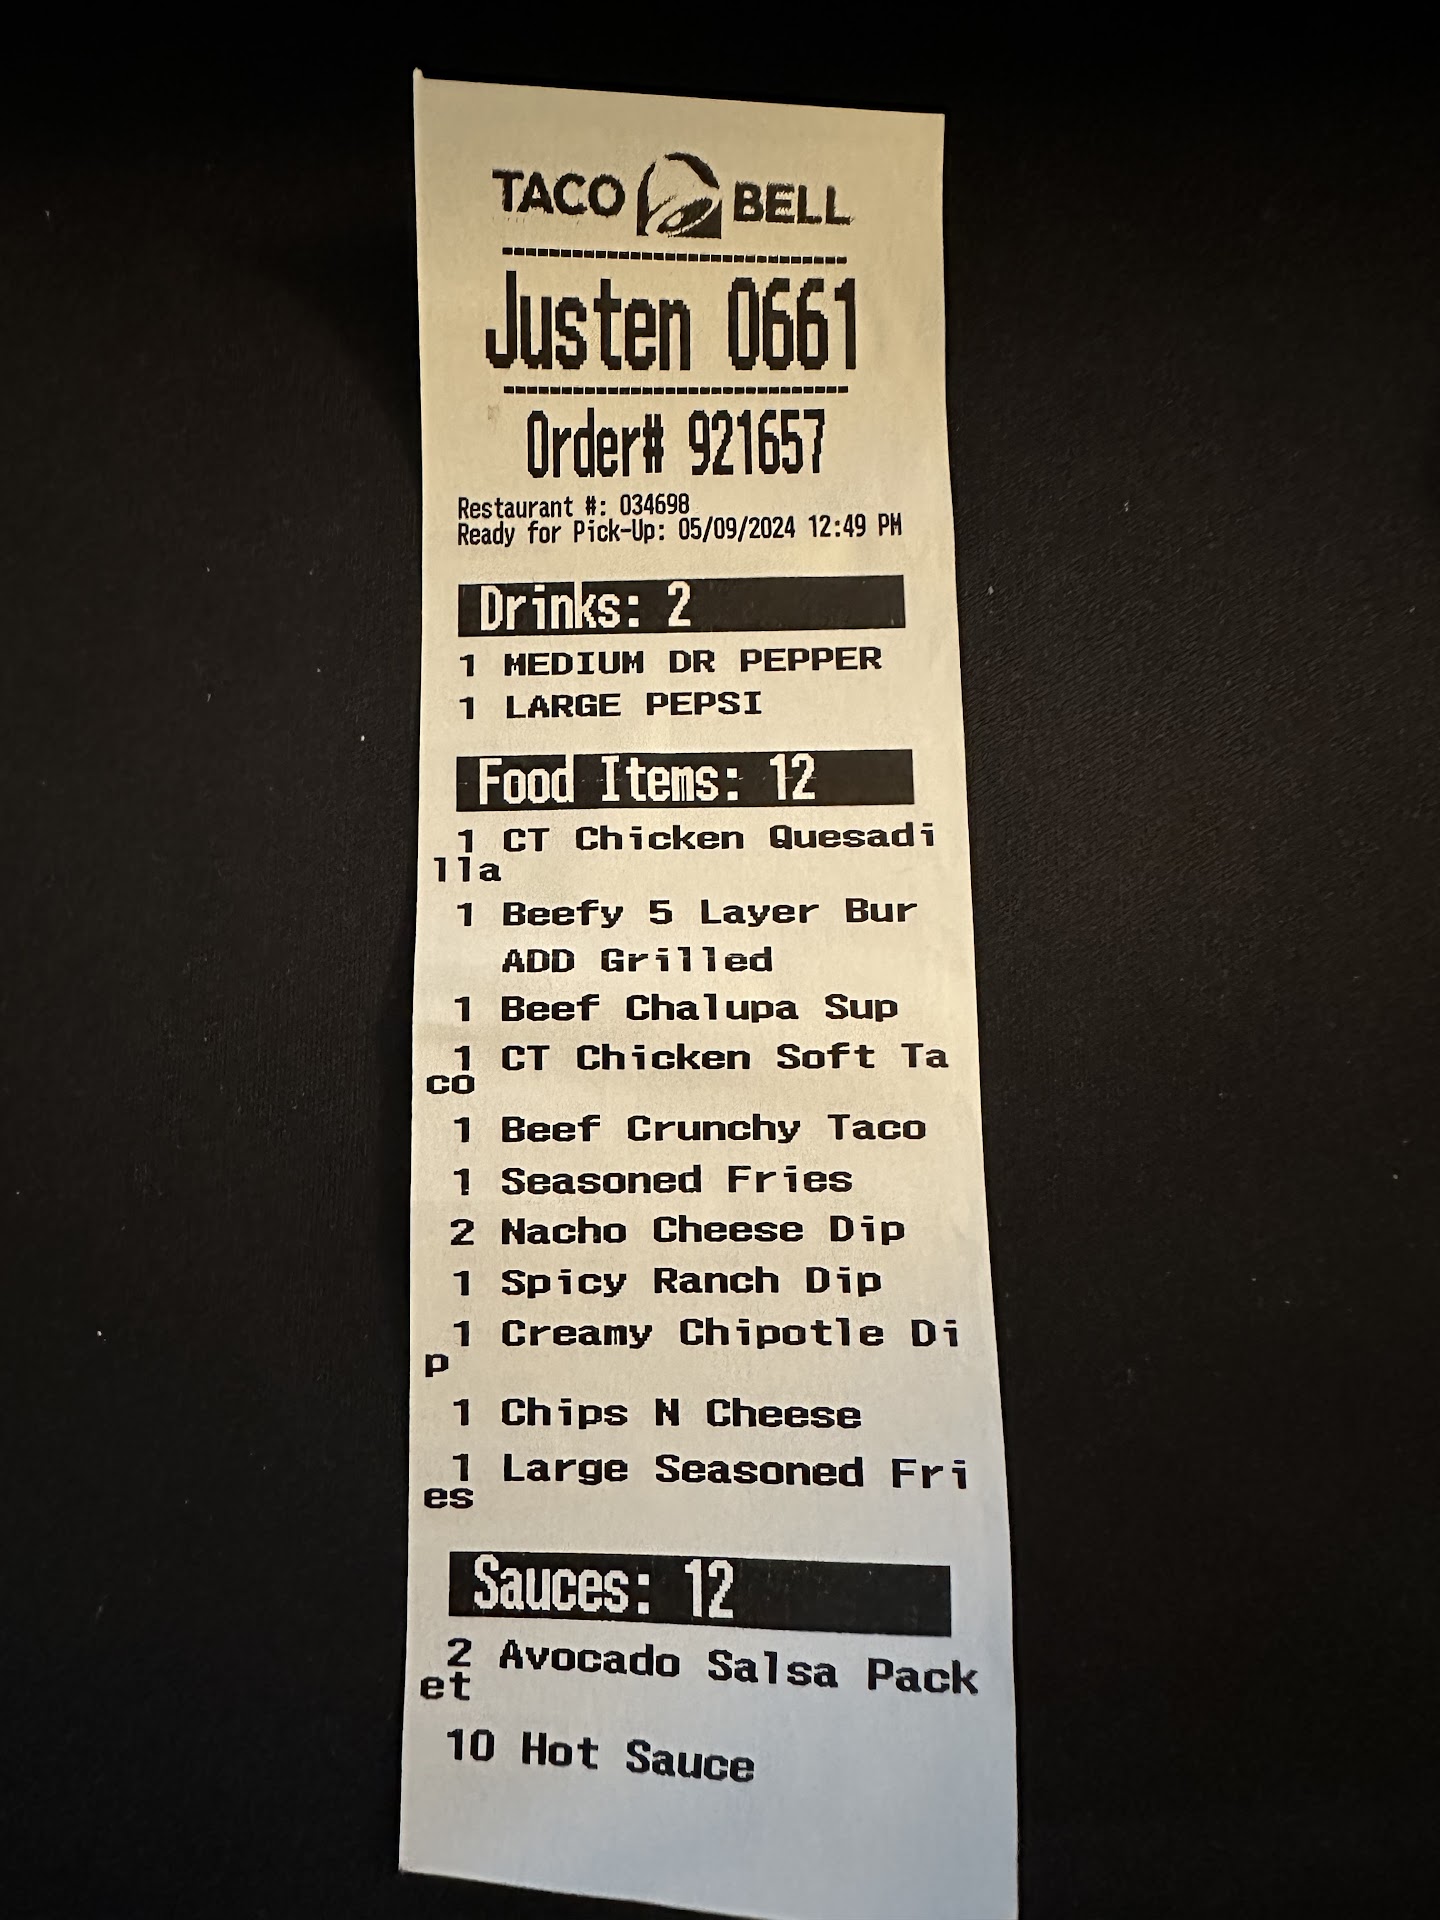 TACO BELL
Justen 0661
Order# 921657
Restaurant #: 034698
Ready for Pick-Up: 05/09/2024 12:49 PM
Drinks: 2
1 MEDIUM DR PEPPER
1 LARGE PEPSI
Food Items: 12
1 CT Chicken Quesadi
lla
1 Beefy 5 Layer Bur
ADD Grilled
1 Beef Chalupa Sup
1 CT Chicken Soft Ta
co
1 Beef Crunchy Taco
1 Seasoned Fries
2 Nacho Cheese Dip
1 Spicy Ranch Dip
1 Creamy Chipotle Di
p
1 Chips N Cheese
1 Large Seasoned Fri
es
Sauces: 12
2 Avocado Salsa Pack
et
10 Hot Sauce